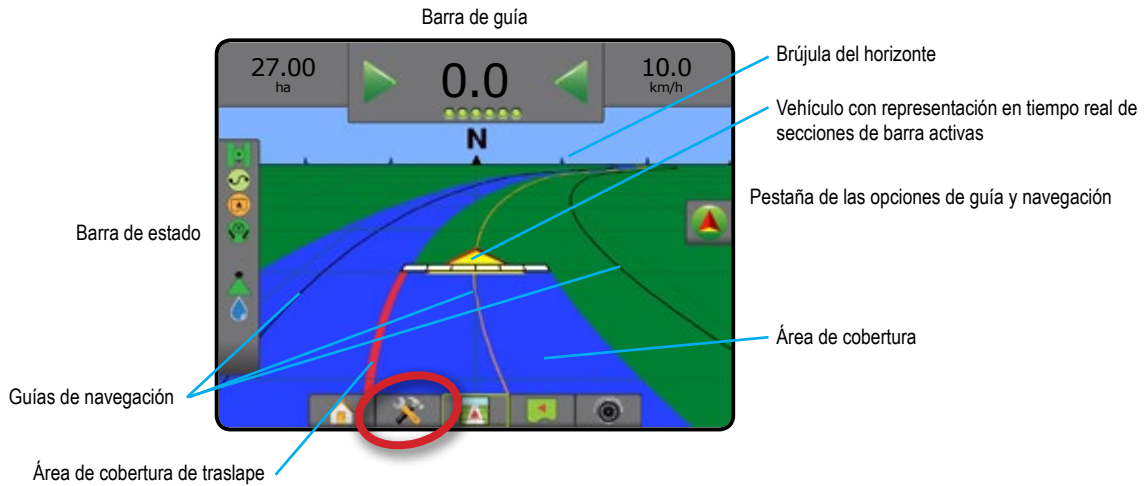 Barra de guía
27.00
ha
0.0
10.0
km/h
N
Brújula del horizonte
Vehículo con representación en tiempo real de
secciones de barra activas
Pestaña de las opciones de guía y navegación
Barra de estado
Área de cobertura
Guías de navegación
Área de cobertura de traslape